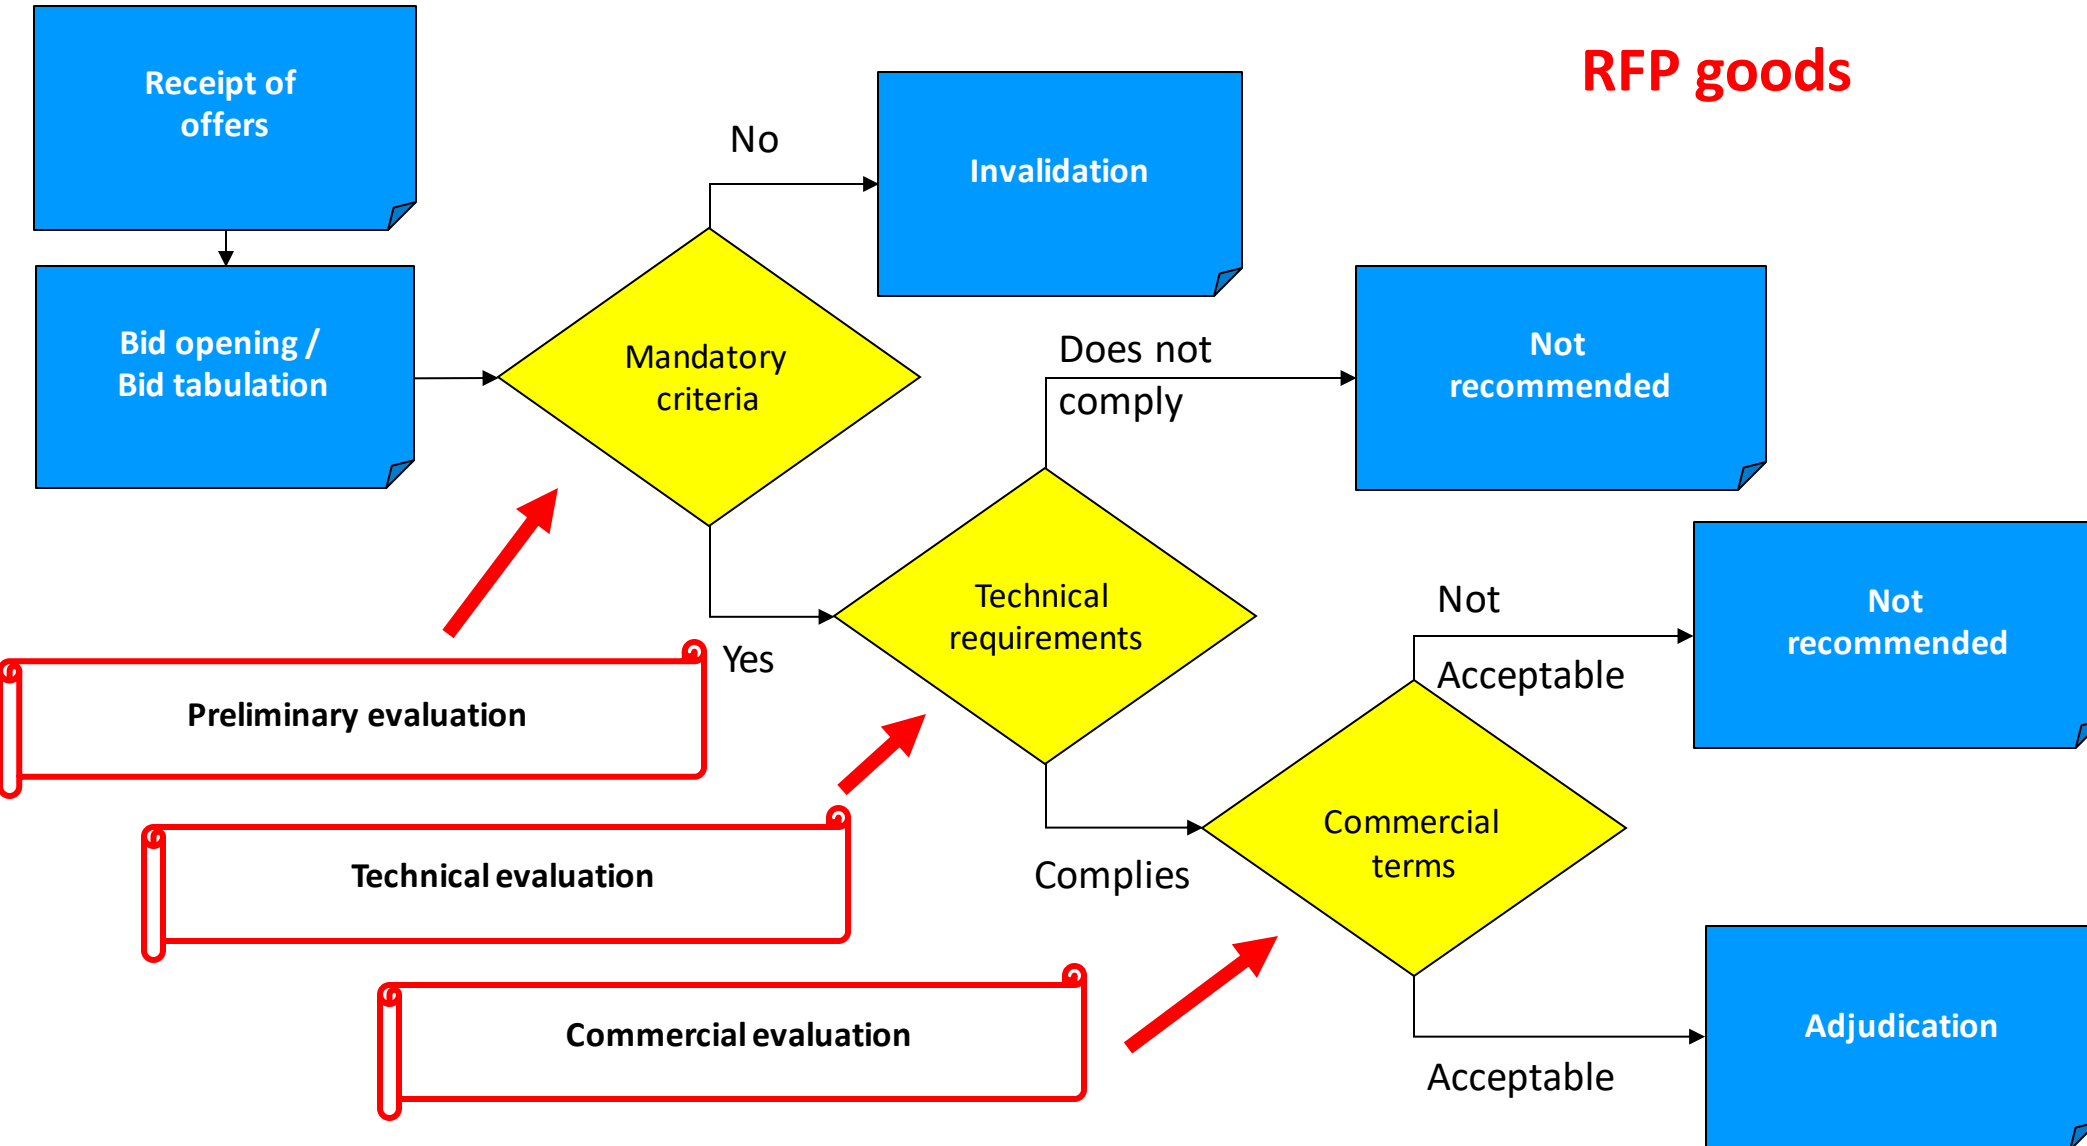 RFP goods
Receipt of
offers
No
Invalidation
Bid opening /
Bid tabulation
Mandatory
criteria
Does not
comply
Not
recommended
Technical
requirements
Not
Acceptable
Not
recommended
Yes
Preliminary evaluation
Commercial
terms
Complies
Technical evaluation
Commercial evaluation
Adjudication
Acceptable